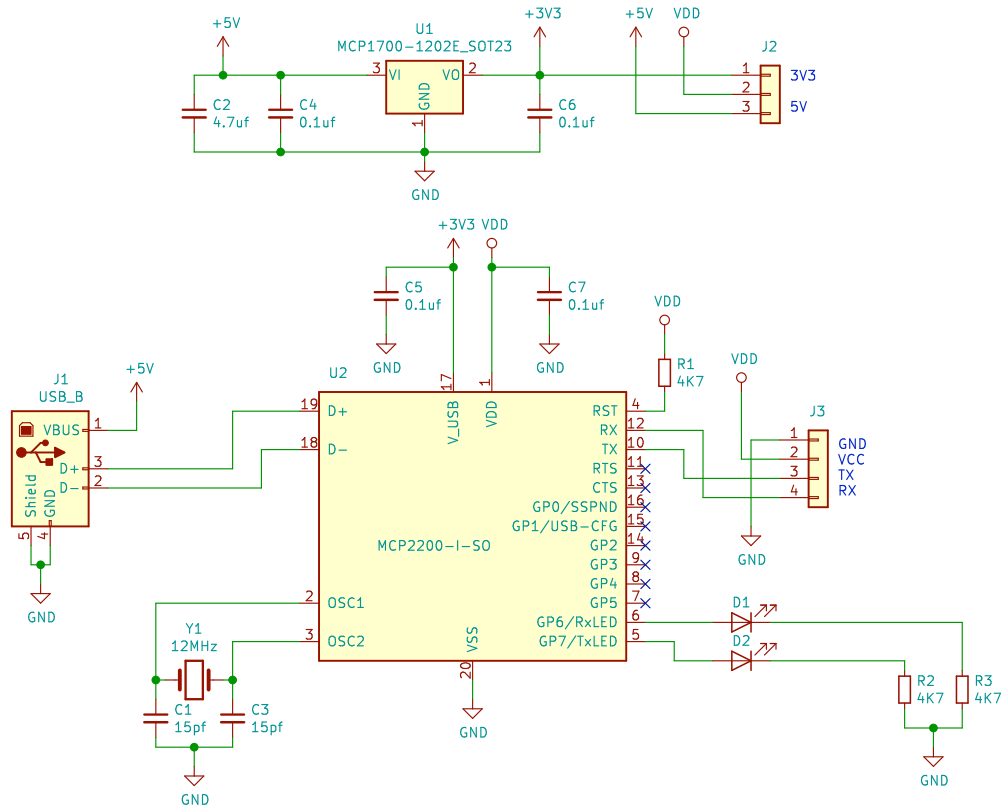 +5V
+3V3
+5V
VDD
U1
MCP1700-1202E_SOT23
J2
3
VI
VO
2
GND
1
1
2
3
3V3
5V
C2
4.7uf
C4
0.1uf
C6
0.1uf
GND
+3V3
VDD
C5
0.1uf
C7
0.1uf
GND
GND
VDD
R1
4K7
VDD
J1
USB_B
+5V
VBUS
1
D+
3
D-
2
Shield
GND
5
4
GND
U2
17
1
V_USB
VDD
19
D+
18
D-
MCP2200-I-SO
2
OSC1
3
OSC2
VSS
20
GND
RST
4
RX
12
TX
10
RTS
11
CTS
13
GP0/SSPND
16
GP1/USB-CFG
15
GP2
14
GP3
9
GP4
8
GP5
7
GP6/RxLED
6
GP7/TxLED
5
J3
1
2
3
4
GND
VCC
TX
RX
GND
D1
D2
R2
4K7
R3
4K7
GND
Y1
12MHz
C1
15pf
C3
15pf
GND